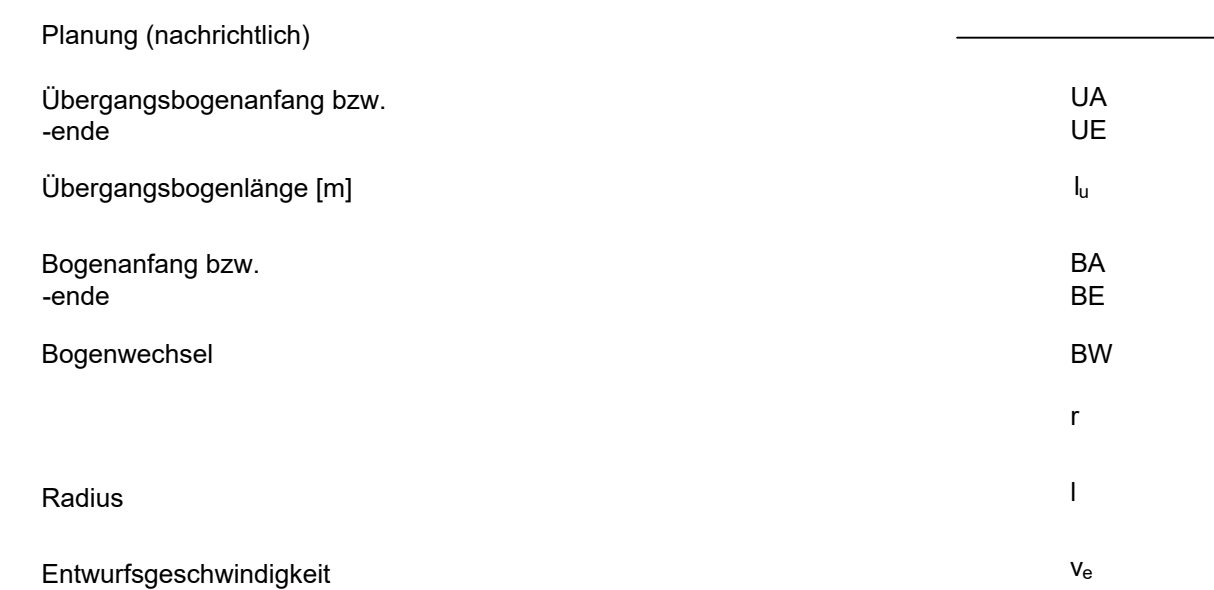 Planung (nachrichtlich)
Übergangsbogenanfang bzw. UA
-ende UE
Übergangsbogenlänge [m] lu
Bogenanfang bzw. BA
-ende BE
Bogenwechsel BW
r
Radius l
Entwurfsgeschwindigkeit ve